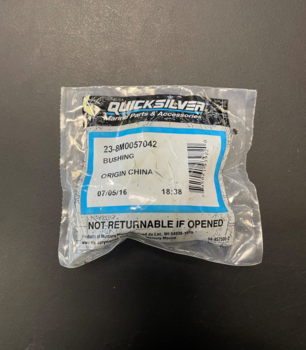 QUICKSILVER
Marine Parts & Accessories
23-8M0057042
BUSHING
ORIGIN CHINA
07/05/16 18:38
NOT RETURNABLE IF OPENED